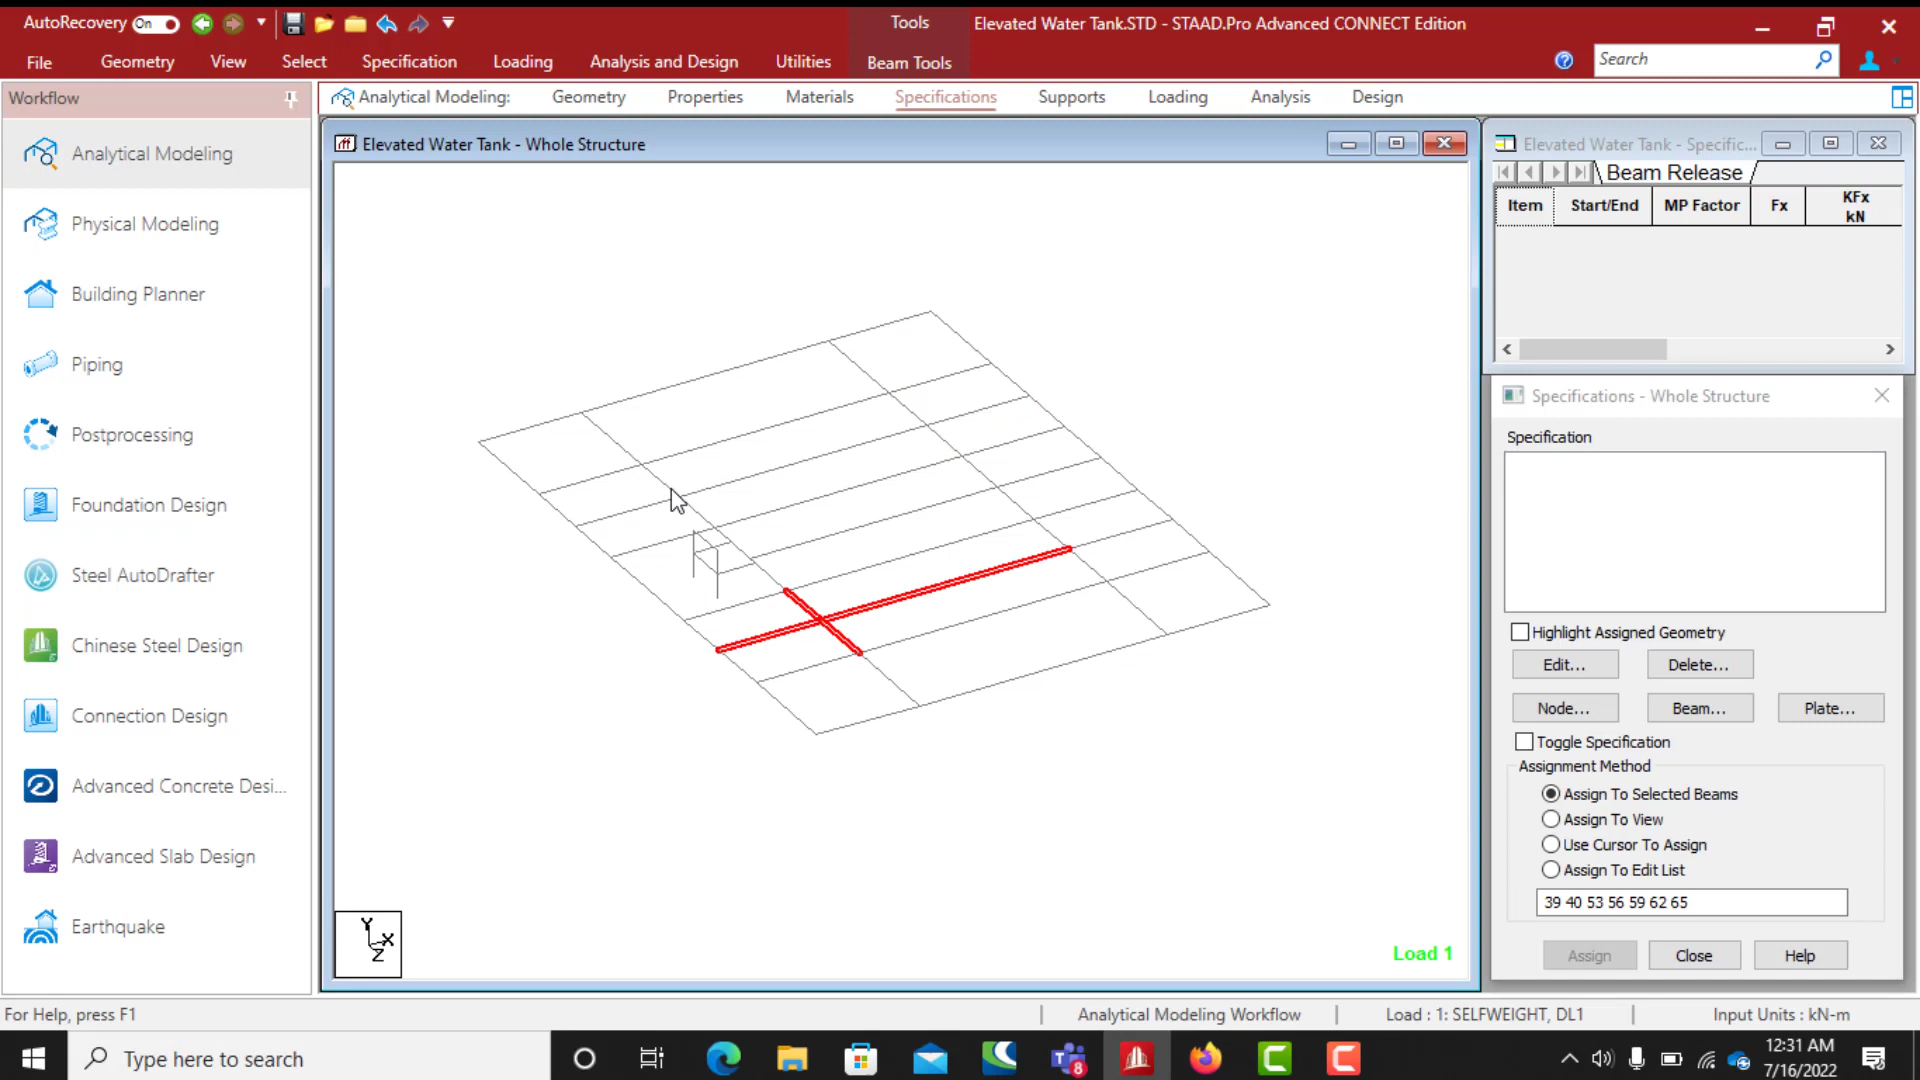 AutoRecovery On
Tools
Elevated Water Tank.STD - STAAD.Pro Advanced CONNECT Edition
File Geometry View Select Specification Loading Analysis and Design Utilities Beam Tools
Search
Workflow
Analytical Modeling: Geometry Properties Materials Specifications Supports Loading Analysis Design
Analytical Modeling
Physical Modeling
Building Planner
Piping
Postprocessing
Foundation Design
Steel AutoDrafter
Chinese Steel Design
Connection Design
Advanced Concrete Desi...
Advanced Slab Design
Earthquake
Elevated Water Tank - Whole Structure
Y
X
Z
Load 1
Elevated Water Tank - Specific...
Beam Release
Item Start/End MP Factor Fx KFx
kN
Specifications - Whole Structure
Specification
Highlight Assigned Geometry
Edit... Delete...
Node... Beam... Plate...
Toggle Specification
Assignment Method
Assign To Selected Beams
Assign To View
Use Cursor To Assign
Assign To Edit List
39 40 53 56 59 62 65
Assign Close Help
For Help, press F1
Analytical Modeling Workflow
Load : 1: SELFWEIGHT, DL1
Input Units : kN-m
Type here to search
8
12:31 AM
7/16/2022